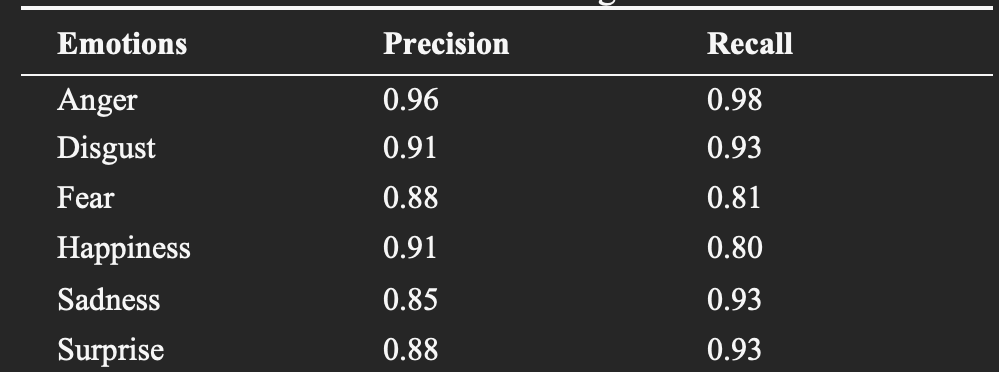 Emotions Precision Recall
Anger 0.96 0.98
Disgust 0.91 0.93
Fear 0.88 0.81
Happiness 0.91 0.80
Sadness 0.85 0.93
Surprise 0.88 0.93